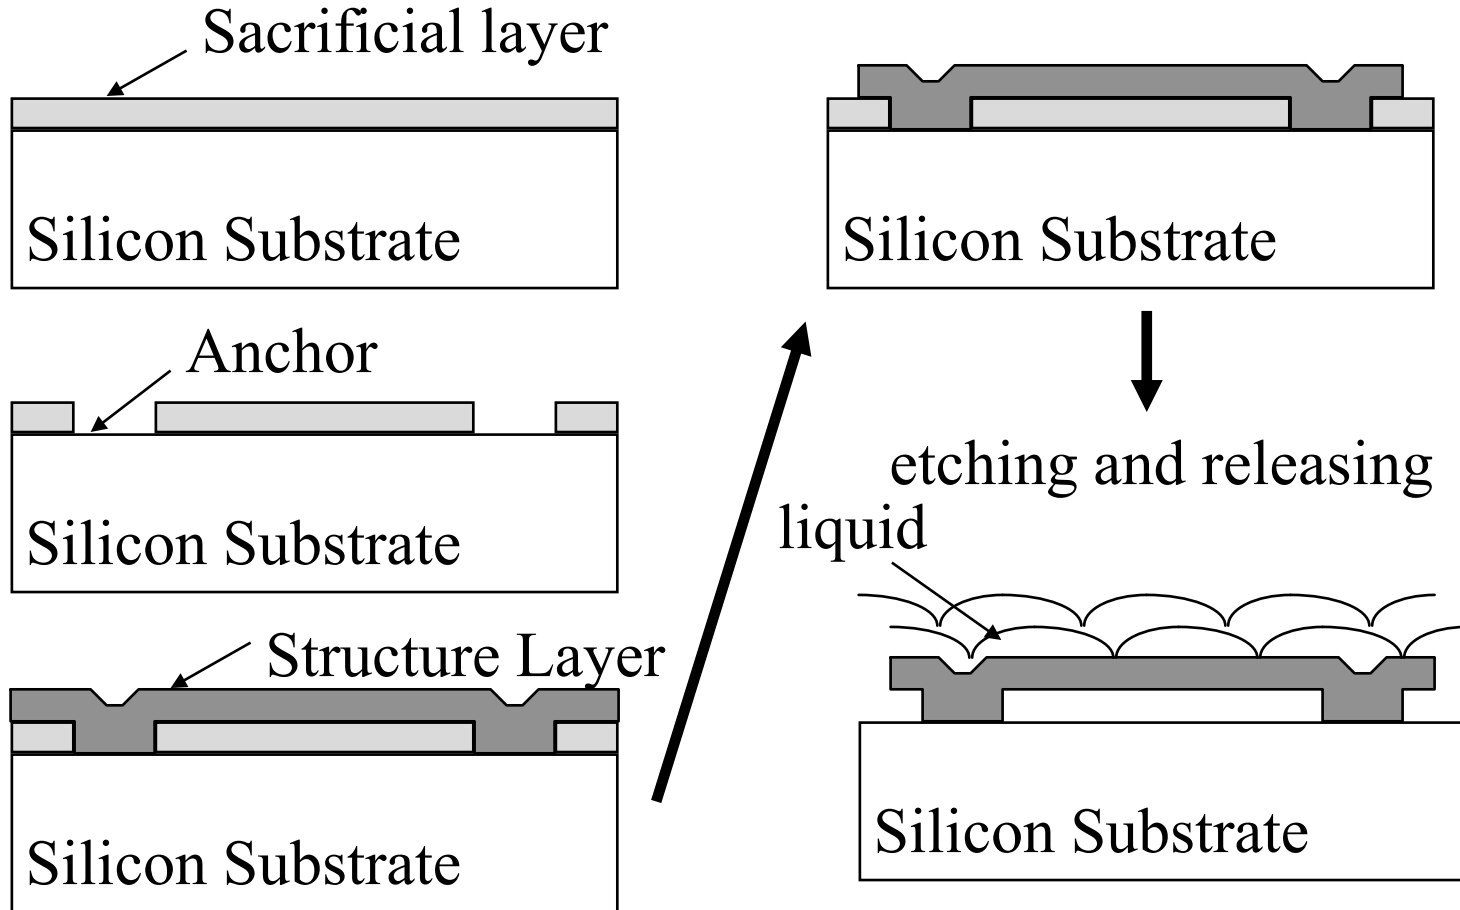 Sacrificial layer
Silicon Substrate
Anchor
Silicon Substrate
Structure Layer
Silicon Substrate
Silicon Substrate
etching and releasing
liquid
Silicon Substrate